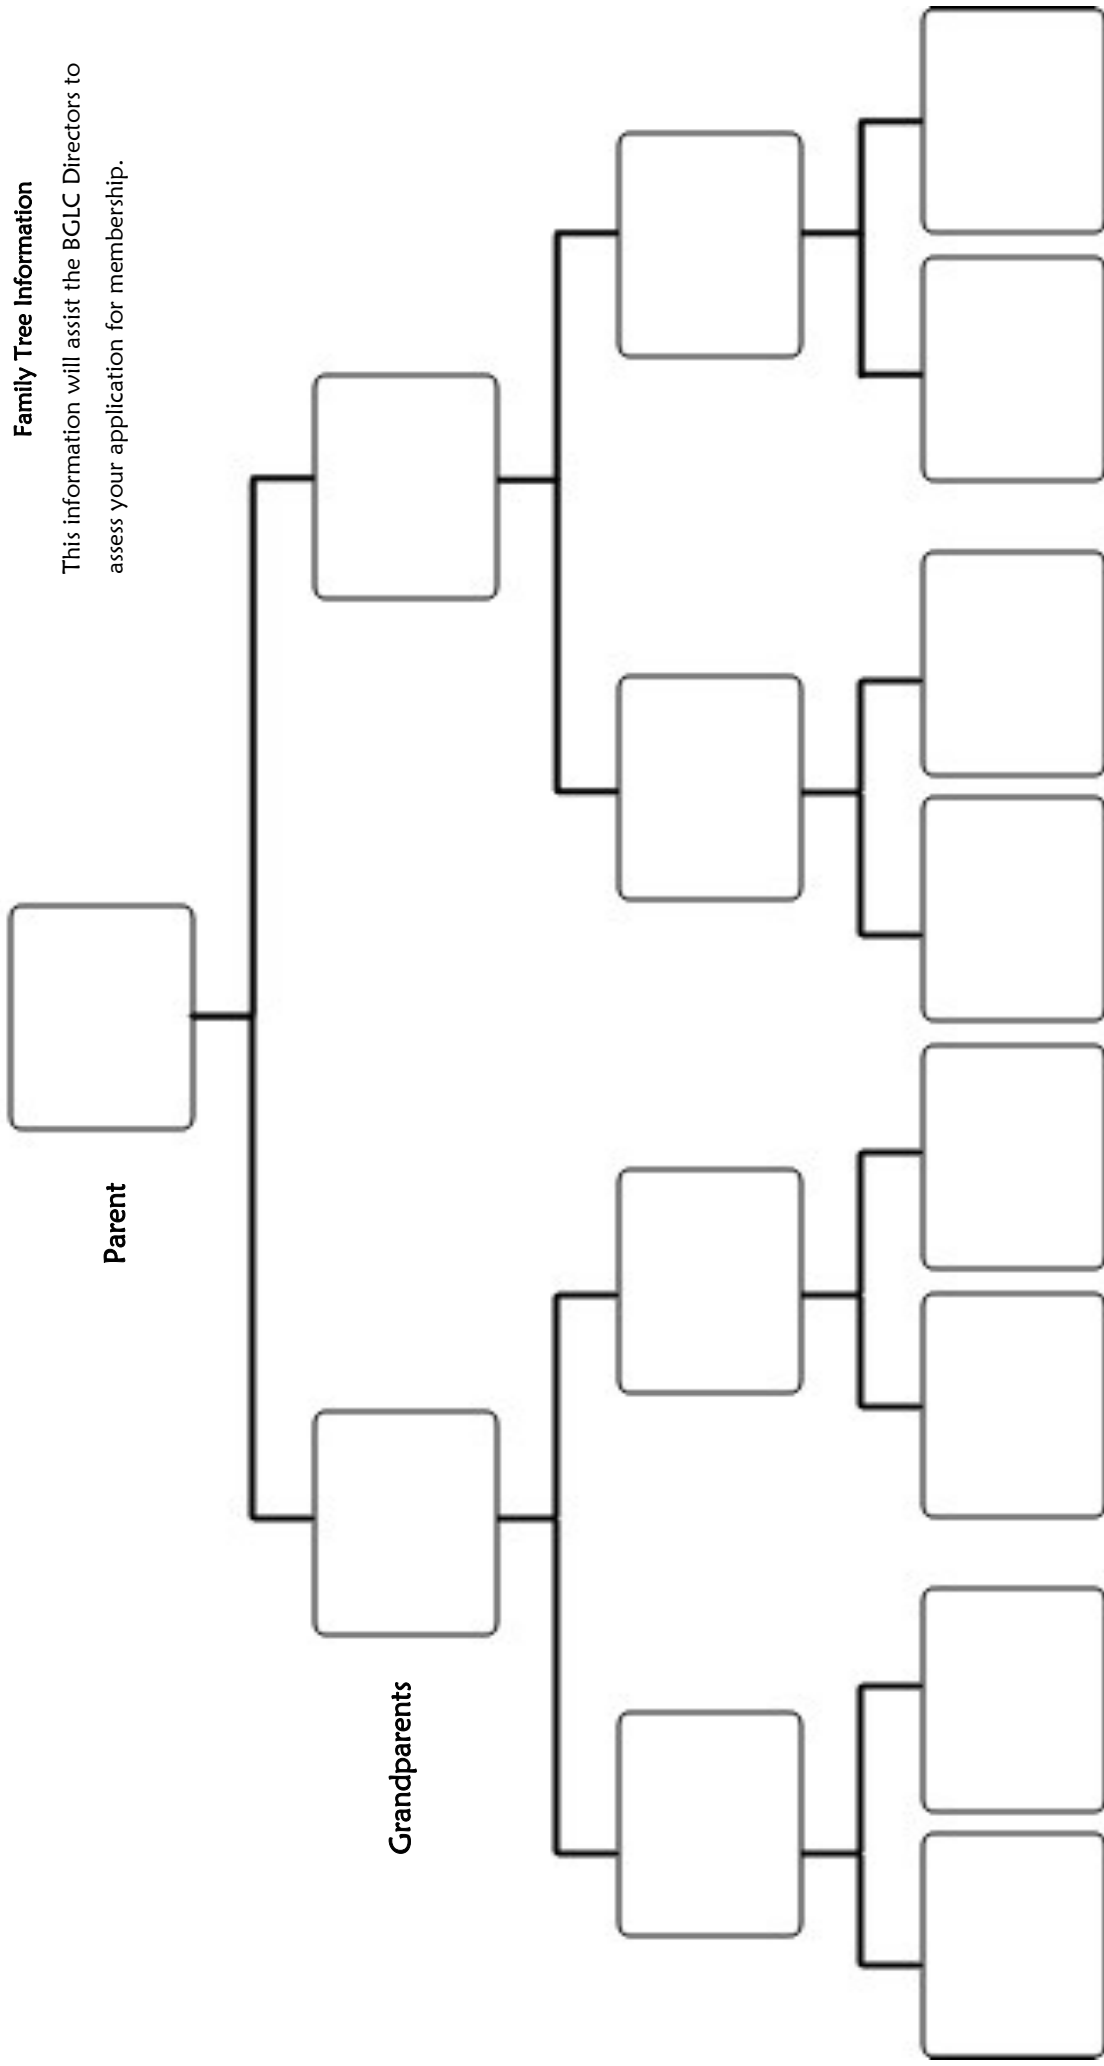 Family Tree Information
This information will assist the BGLC Directors to
assess your application for membership.
Parent
Grandparents